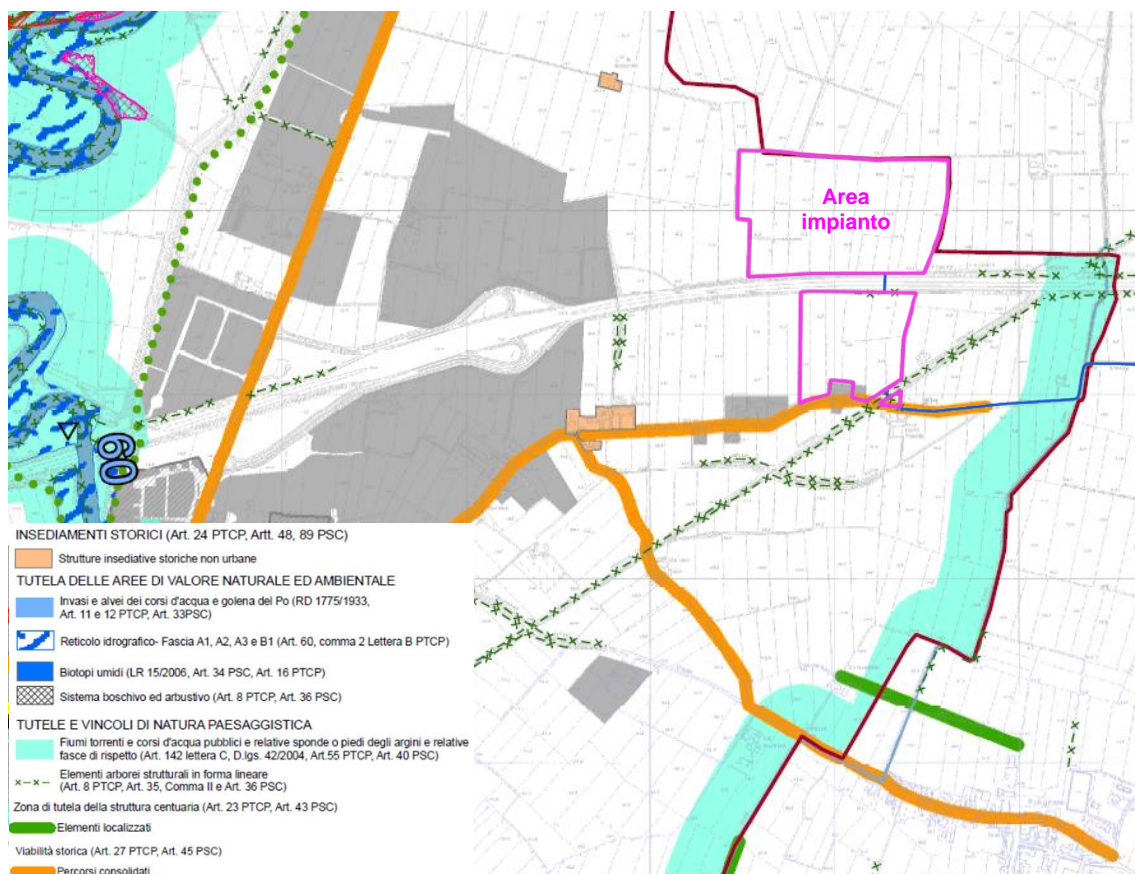 Area
impianto
60
INSEDIAMENTI STORICI (Art. 24 PTCP, Artt. 48, 89 PSC)
Strutture insediative storiche non urbane
TUTELA DELLE AREE DI VALORE NATURALE ED AMBIENTALE
Invasi e alvei dei corsi d'acqua e golena del Po (RD 1775/1933,
Art. 11 e 12 PTCP, Art. 33PSC)
Reticolo idrografico- Fascia A1, A2, A3 e B1 (Art. 60, comma 2 Lettera B PTCP)
Biotopi umidi (LR 15/2006, Art. 34 PSC, Art. 16 PTCP)
Sistema boschivo ed arbustivo (Art. 8 PTCP, Art. 36 PSC)
TUTELE E VINCOLI DI NATURA PAESAGGISTICA
Fiumi torrenti e corsi d'acqua pubblici e relative sponde o piedi degli argini e relative
fasce di rispetto (Art. 142 lettera C, D.lgs. 42/2004, Art.55 PTCP, Art. 40 PSC)
Elementi arborei strutturali in forma lineare
(Art. 8 PTCP, Art. 35, Comma II e Art. 36 PSC)
Zona di tutela della struttura centuaria (Art. 23 PTCP, Art. 43 PSC)
Elementi localizzati
Viabilità storica (Art. 27 PTCP, Art. 45 PSC)
Percorsi consolidati